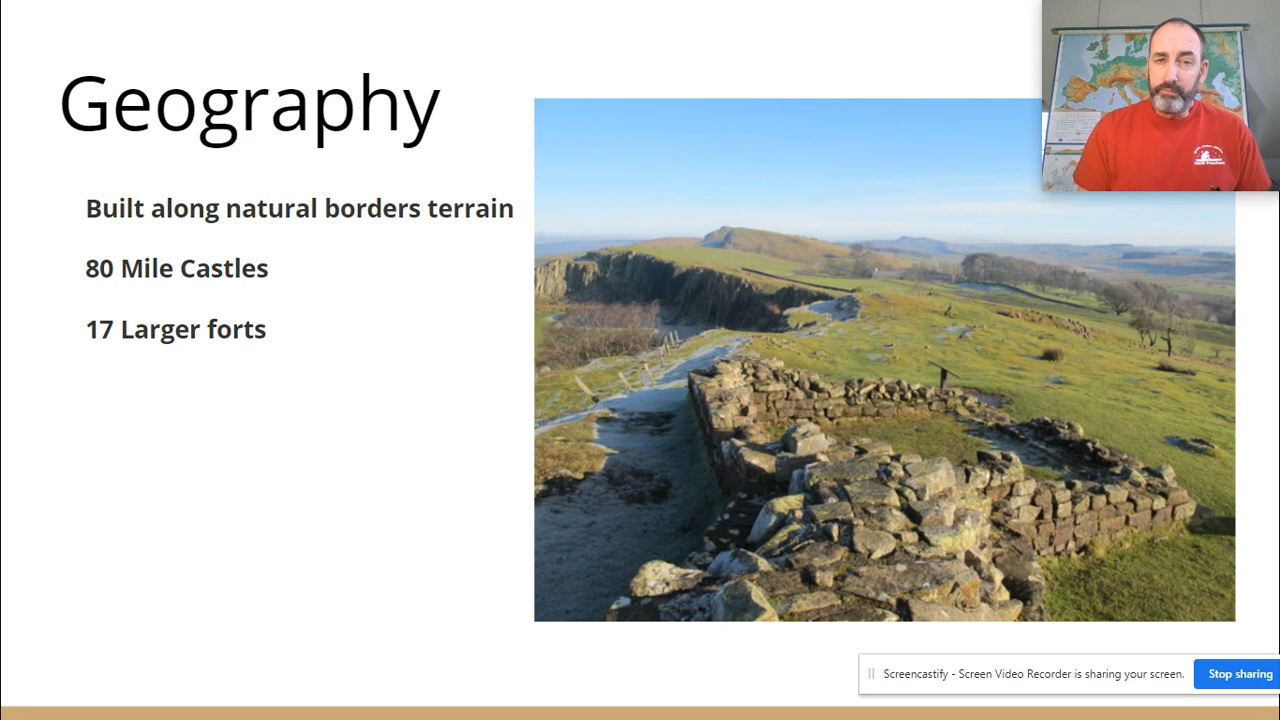 Geography
Built along natural borders terrain
80 Mile Castles
17 Larger forts
Screencastify - Screen Video Recorder is sharing your screen.
Stop sharing